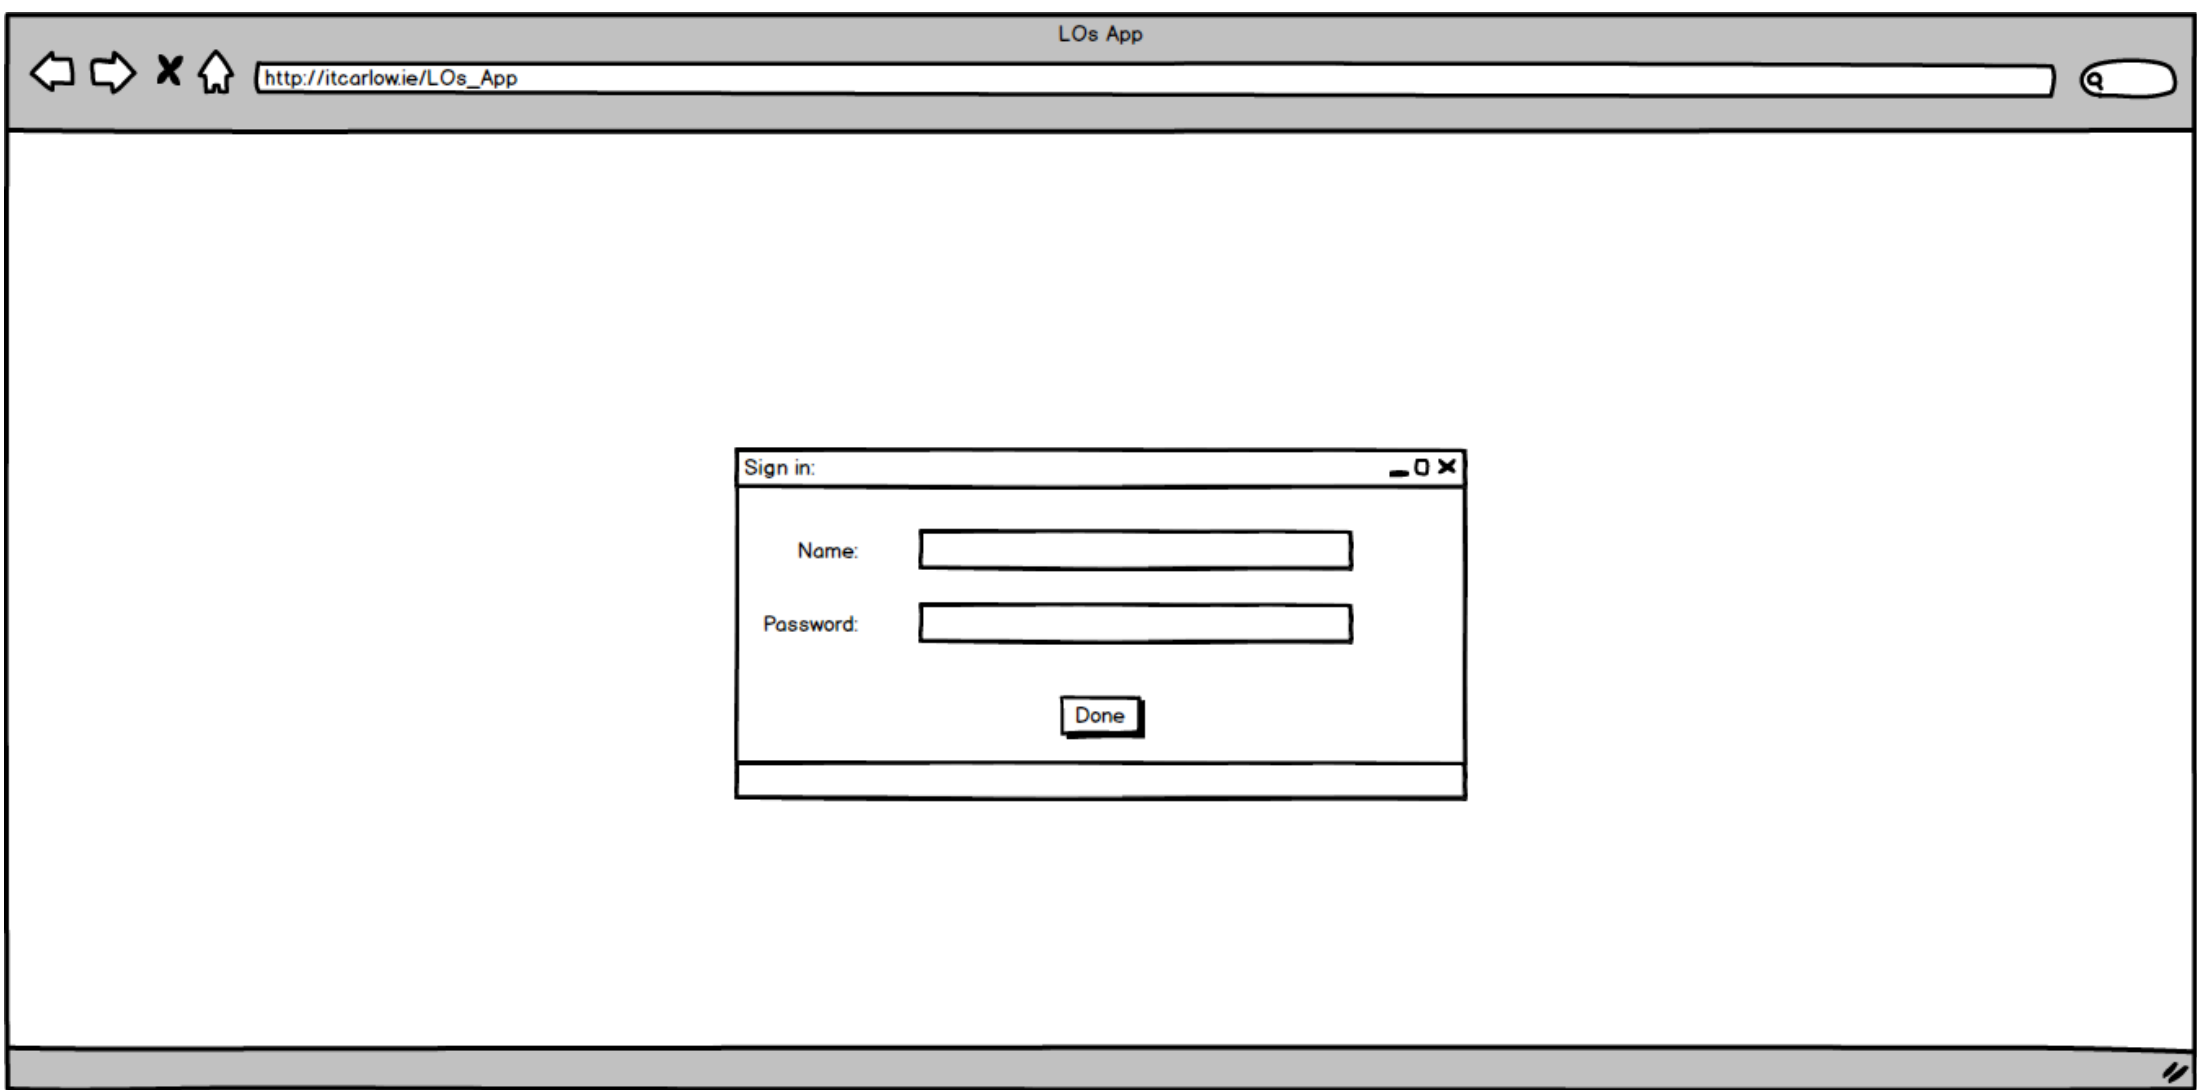 LOs App
http://itcarlow.ie/LOs_App
Sign in:
Name:
Password:
Done